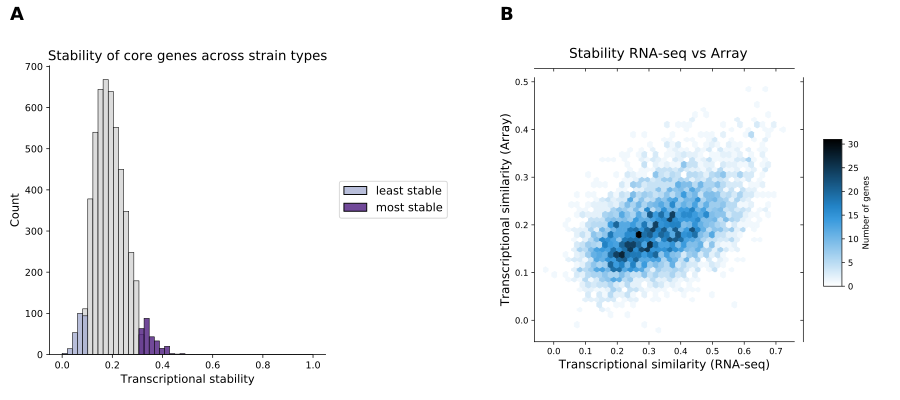 A
B
Stability of core genes across strain types
Stability RNA-seq vs Array
700
600
500
400
300
200
100
0
Count
0.0 0.2 0.4 0.6 0.8 1.0
Transcriptional stability
least stable
most stable
0.5
0.4
0.3
0.2
0.1
0.0
Transcriptional similarity (Array)
0.0 0.1 0.2 0.3 0.4 0.5 0.6 0.7
Transcriptional similarity (RNA-seq)
30
25
20
15
10
5
0
Number of genes